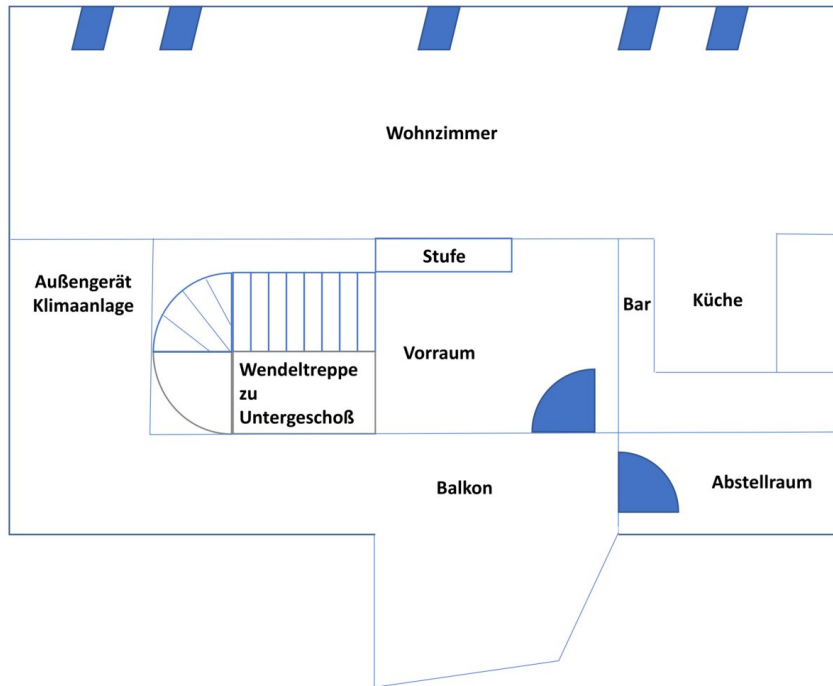 Wohnzimmer
Stufe
Außengerät
Klimaanlage
Bar
Küche
Vorraum
Wendeltreppe
zu
Untergeschoß
Balkon
Abstellraum